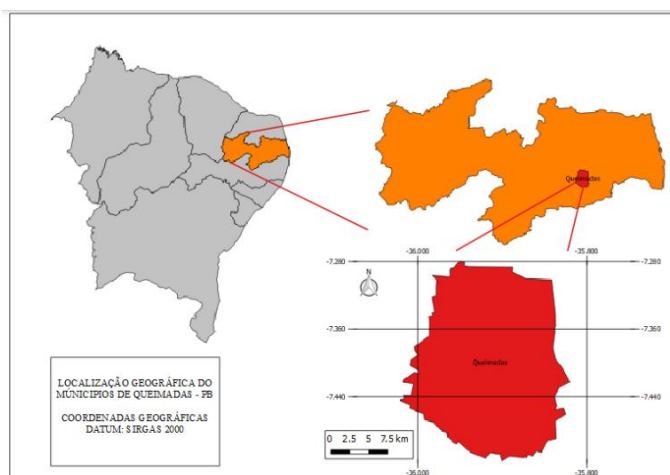 Queimadas
-36.000
-35.800
-7.280
-7.280
N
-7.360
-7.360
Queimadas
-7.440
-7.440
LOCALIZAÇÃO GEOGRÁFICA DO
MUNICIPIOS DE QUEIMADAS - PB
COORDENADAS GEOGRÁFICAS
DATUM: SIRGAS 2000
0 2.5 5 7.5 km
-36.000
-35.800